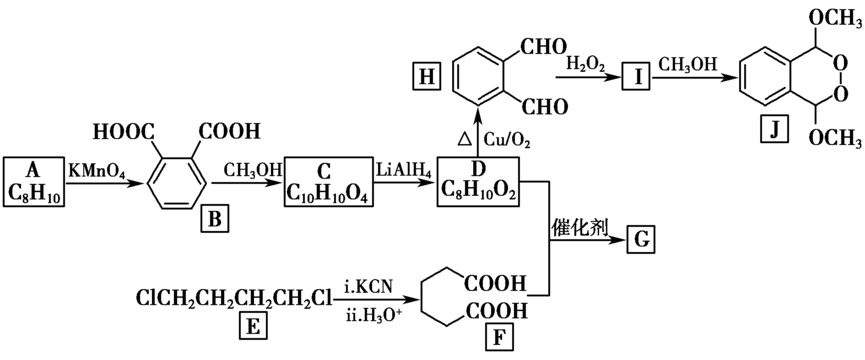 OCH₃
H
CHO
CHO
H₂O₂
I
CH₃OH
O
O
OCH₃
J
△
Cu/O₂
HOOC
COOH
A
C₈H₁₀
KMnO₄
B
CH₃OH
C
C₁₀H₁₀O₄
LiAlH₄
D
C₈H₁₀O₂
催化剂
G
ClCH₂CH₂CH₂CH₂Cl
E
i.KCN
ii.H₃O⁺
COOH
COOH
F